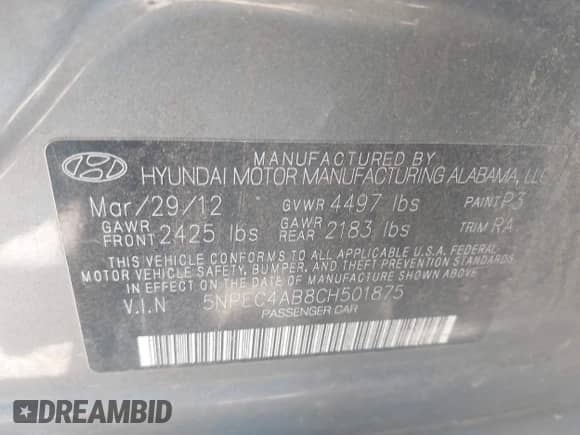 MANUFACTURED BY
HYUNDAI MOTOR MANUFACTURING ALABAMA, LLC
Mar/29/12 GVWR 4497 lbs PAINT P3
GAWR FRONT 2425 lbs GAWR REAR 2183 lbs TRIM RA
THIS VEHICLE CONFORMS TO ALL APPLICABLE U.S.A. FEDERAL
MOTOR VEHICLE SAFETY, BUMPER, AND THEFT PREVENTION STANDARDS
IN EFFECT ON THE DATE OF MANUFACTURE SHOWN ABOVE.
V.I.N 5NPEC4AB8CH501875
PASSENGER CAR
DREAMBID